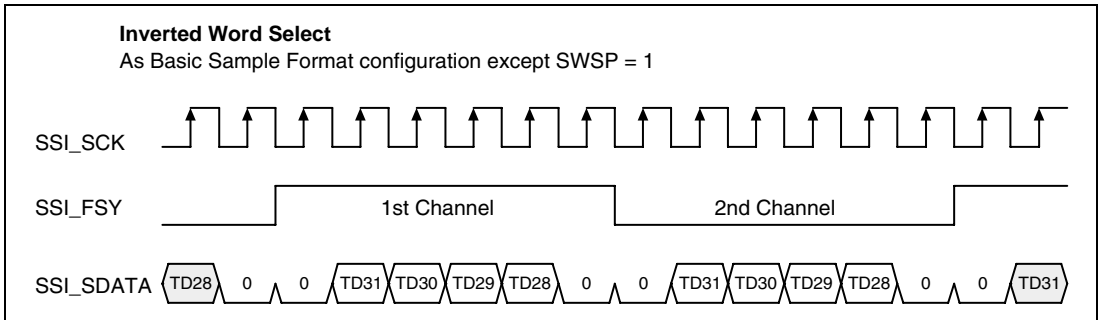 Inverted Word Select
As Basic Sample Format configuration except SWSP = 1
SSI_SCK
SSI_FSY 1st Channel 2nd Channel
SSI_SDATA TD28 0 0 TD31 TD30 TD29 TD28 0 0 TD31 TD30 TD29 TD28 0 0 TD31